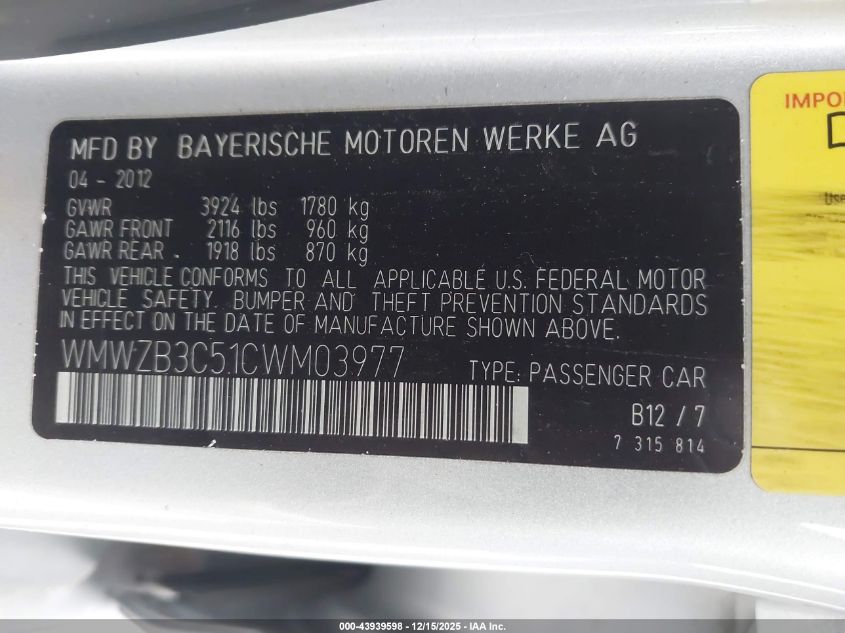 MFD BY BAYERISCHE MOTOREN WERKE AG
04 - 2012
GVWR 3924 lbs 1780 kg
GAWR FRONT 2116 lbs 960 kg
GAWR REAR 1918 lbs 870 kg
THIS VEHICLE CONFORMS TO ALL APPLICABLE U.S. FEDERAL MOTOR
VEHICLE SAFETY, BUMPER AND THEFT PREVENTION STANDARDS
IN EFFECT ON THE DATE OF MANUFACTURE SHOWN ABOVE.
WMWZB3C51CWM03977
TYPE: PASSENGER CAR
B12 / 7
7 315 814
IMPO
Use
000-43939598 - 12/15/2025 - IAA Inc.